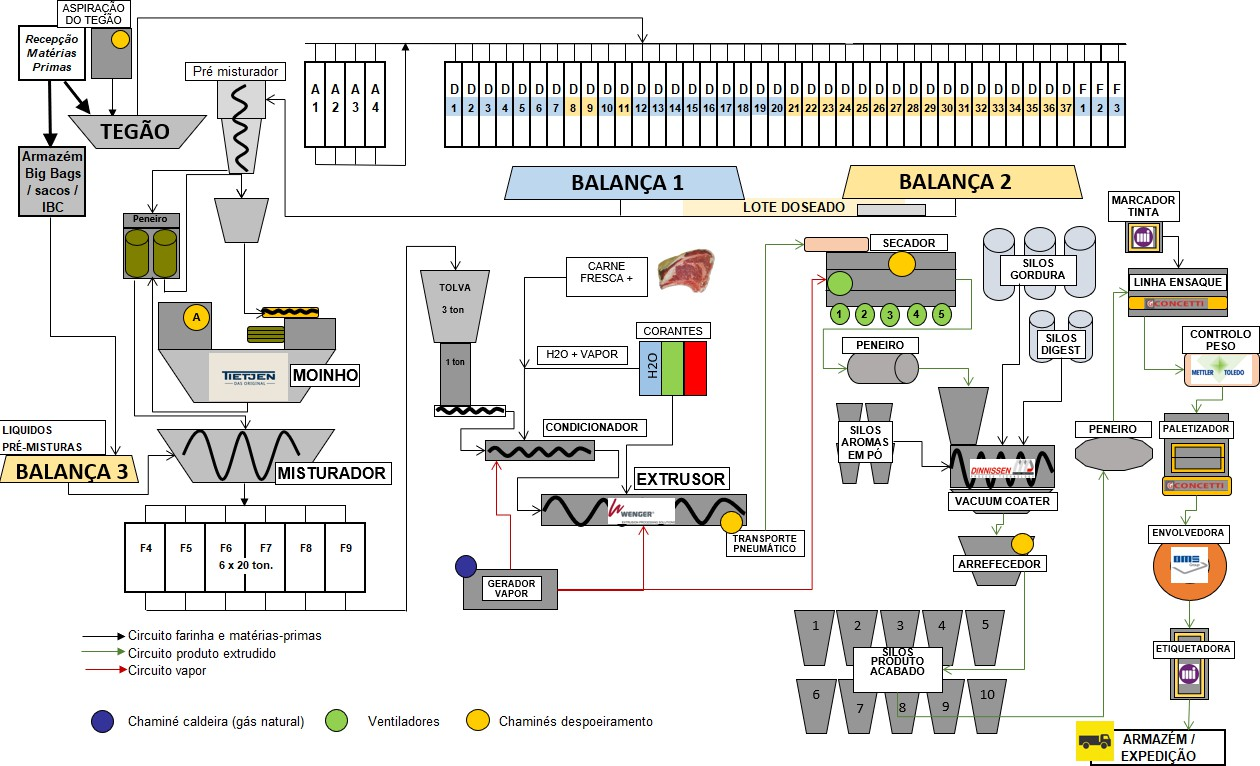 ASPIRAÇÃO
DO TEGÃO
Recepção
Matérias
Primas
TEGÃO
Armazém
Big Bags
/ sacos /
IBC
Pré misturador
A 1
A 2
A 3
A 4
D 1
D 2
D 3
D 4
D 5
D 6
D 7
D 8
D 9
D 10
D 11
D 12
D 13
D 14
D 15
D 16
D 17
D 18
D 19
D 20
D 21
D 22
D 23
D 24
D 25
D 26
D 27
D 28
D 29
D 30
D 31
D 32
D 33
D 34
D 35
D 36
D 37
F 1
F 2
F 3
BALANÇA 1
BALANÇA 2
LOTE DOSEADO
Peneiro
A
TIETJEN
DAS ORIGINAL
MOINHO
LIQUIDOS
PRÉ-MISTURAS
BALANÇA 3
MISTURADOR
F4
F5
F6
F7
F8
F9
6 x 20 ton.
TOLVA
3 ton
1 ton
CARNE
FRESCA +
H2O + VAPOR
CORANTES
H2O
CONDICIONADOR
EXTRUSOR
WENGER
TRANSPORTE
PNEUMÁTICO
GERADOR
VAPOR
SECADOR
1
2
3
4
5
PENEIRO
SILOS
GORDURA
SILOS
DIGEST
SILOS
AROMAS
EM PÓ
DINNISSEN
VACUUM COATER
ARREFECEDOR
1
2
3
4
5
SILOS
PRODUTO
ACABADO
6
7
8
9
10
MARCADOR
TINTA
LINHA ENSAQUE
CONCETTI
CONTROLO
PESO
METTLER TOLEDO
PENEIRO
PALETIZADOR
CONCETTI
ENVOLVEDORA
BMS
Group
ETIQUETADORA
ARMAZÉM /
EXPEDIÇÃO
Circuito farinha e matérias-primas
Circuito produto extrudido
Circuito vapor
Chaminé caldeira (gás natural)
Ventiladores
Chaminés despoeiramento